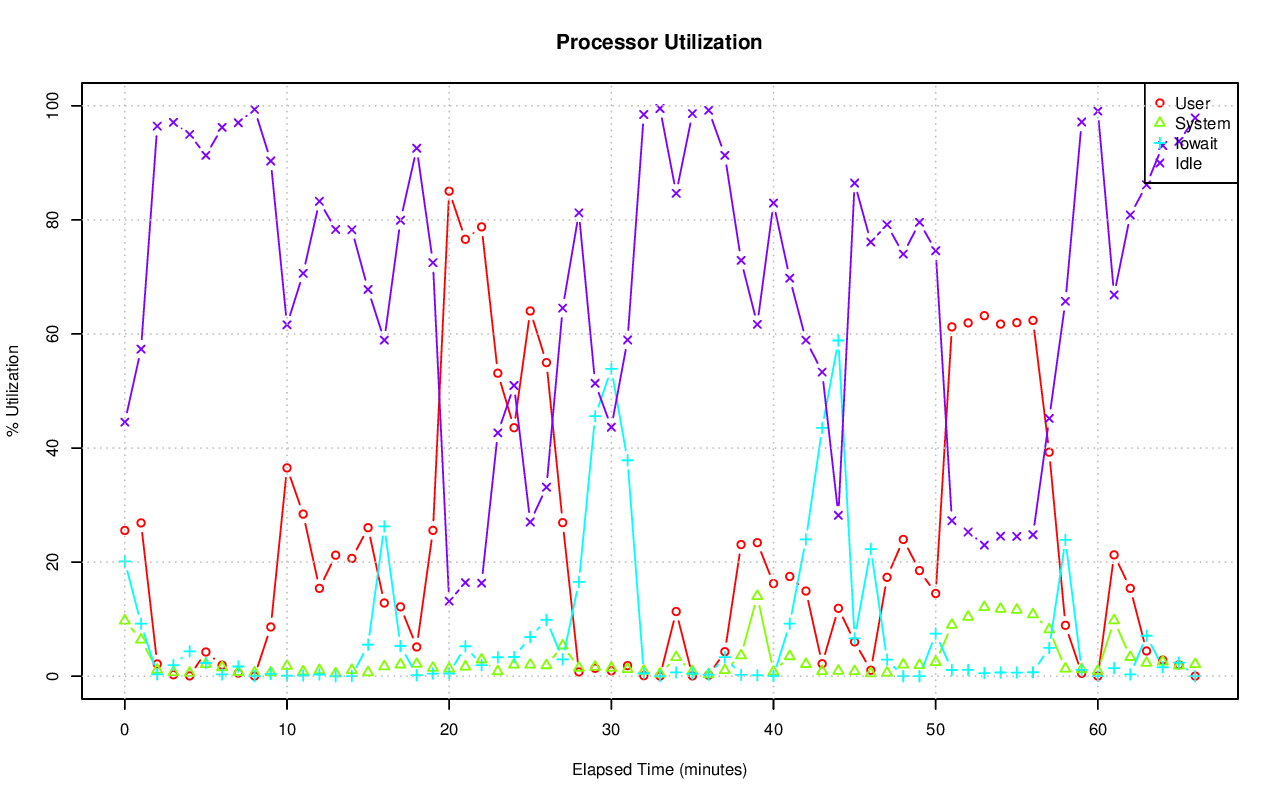 Processor Utilization
% Utilization
100
80
60
40
20
0
User
System
Iowait
Idle
0 10 20 30 40 50 60
Elapsed Time (minutes)